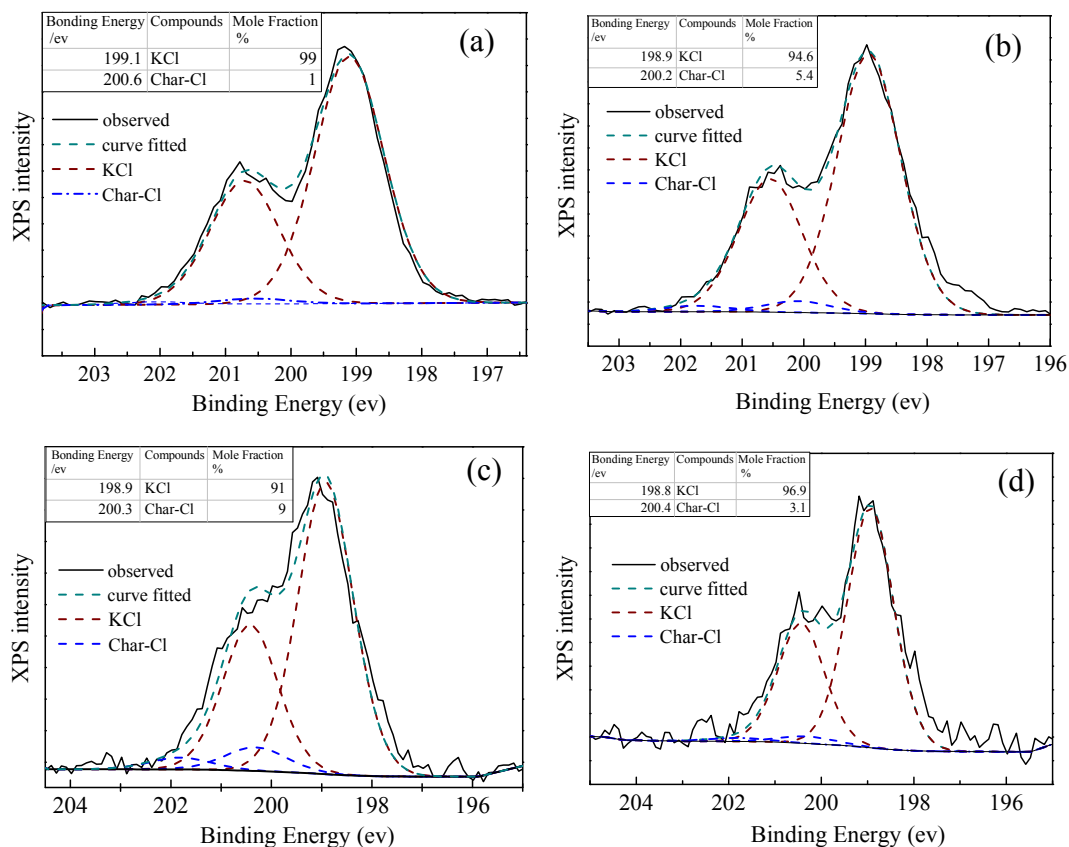 Bonding Energy Compounds Mole Fraction
/ev %
199.1 KCl 99
200.6 Char-Cl 1
(a)
observed
curve fitted
KCl
Char-Cl
XPS intensity
203 202 201 200 199 198 197
Binding Energy (ev)
Bonding Energy Compounds Mole Fraction
/ev %
198.9 KCl 94.6
200.2 Char-Cl 5.4
(b)
observed
curve fitted
KCl
Char-Cl
XPS intensity
203 202 201 200 199 198 197 196
Binding Energy (ev)
Bonding Energy Compounds Mole Fraction
/ev %
198.9 KCl 91
200.3 Char-Cl 9
(c)
observed
curve fitted
KCl
Char-Cl
XPS intensity
204 202 200 198 196
Binding Energy (ev)
Bonding Energy Compounds Mole Fraction
/ev %
198.8 KCl 96.9
200.4 Char-Cl 3.1
(d)
observed
curve fitted
KCl
Char-Cl
XPS intensity
204 202 200 198 196
Binding Energy (ev)